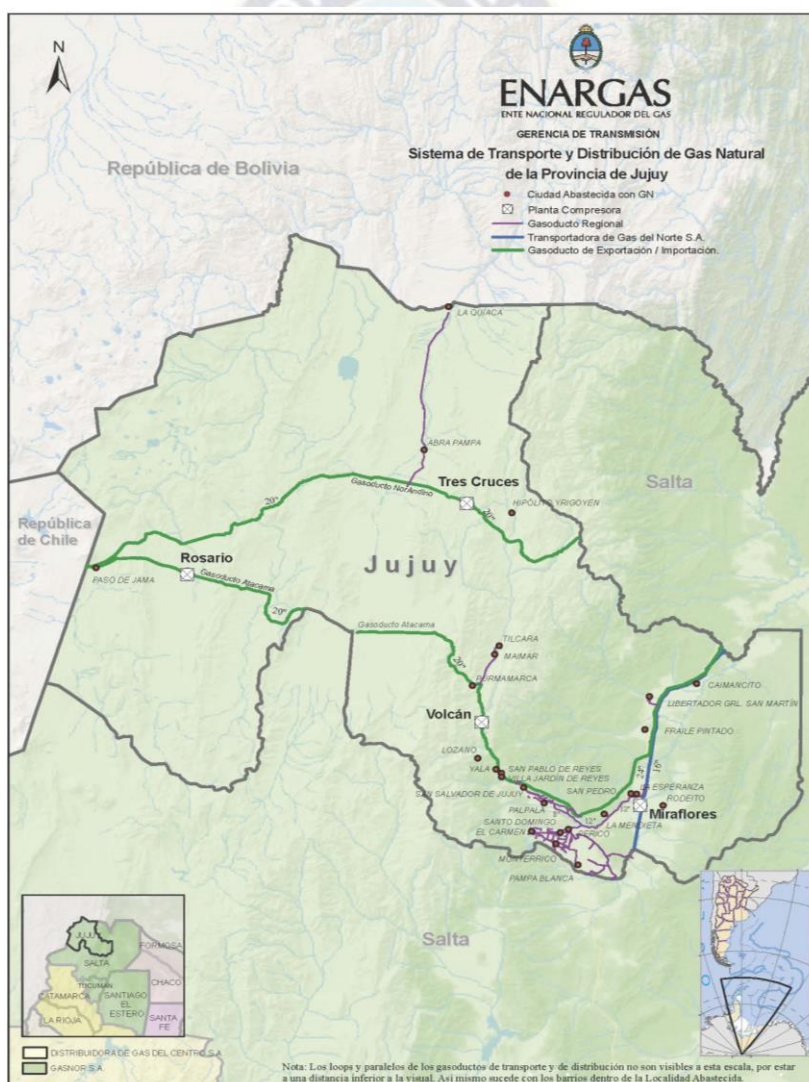 N
ENARGAS
ENTE NACIONAL REGULADOR DEL GAS
GERENCIA DE TRANSMISIÓN
Sistema de Transporte y Distribución de Gas Natural
de la Provincia de Jujuy
Ciudad Abastecida con GN
Planta Compresora
Gasoducto Regional
Transportadora de Gas del Norte S.A.
Gasoducto de Exportación / Importación.
República de Bolivia
LA QUIACA
ABRA PAMPA
Gasoducto NorAndino
Tres Cruces
20"
20"
HIPÓLITO YRIGOYEN
Salta
República
de Chile
Rosario
Jujuy
PASO DE JAMA
Gasoducto Atacama
20"
Gasoducto Atacama
TILCARA
MAIMAR
20"
PURMAMARCA
CAIMANCITO
LIBERTADOR GRL. SAN MARTÍN
Volcán
FRAILE PINTADO
LOZANO
YALA
SAN PABLO DE REYES
VILLA JARDÍN DE REYES
24"
16"
SAN SALVADOR DE JUJUY
SAN PEDRO
LA ESPERANZA
RODEITO
PALPALÁ
12"
12"
Miraflores
SANTO DOMINGO
LA MENDIETA
EL CARMEN
PERICO
MONTERRICO
PAMPA BLANCA
Salta
JUJUY
SALTA
FORMOSA
TUCUMÁN
CHACO
CATAMARCA
SANTIAGO
EL
ESTERO
LA RIOJA
SANTA
FE
DISTRIBUIDORA DE GAS DEL CENTRO S.A
GASNOR S.A.
Nota: Los loops y paralelos de los gasoductos de transporte y de distribución no son visibles a esta escala, por estar
a una distancia inferior a la visual. Asi mismo sucede con los barrios dentro de la Localidad Abastecida.